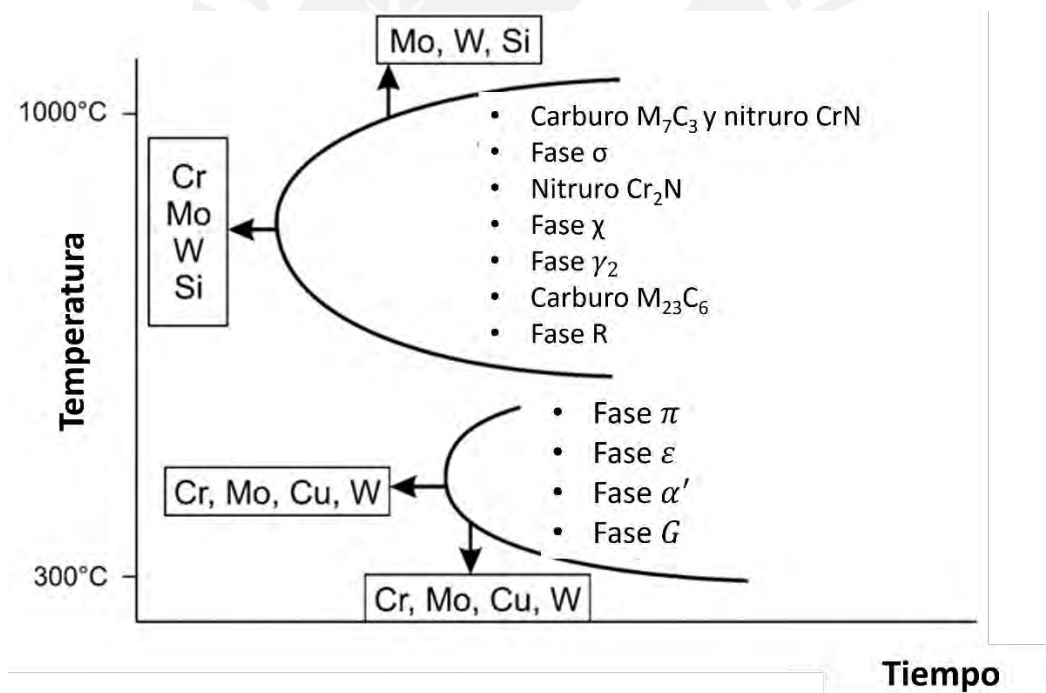 Mo, W, Si
1000°C
• Carburo M₇C₃ y nitruro CrN
• Fase σ
• Nitruro Cr₂N
• Fase χ
• Fase γ₂
• Carburo M₂₃C₆
• Fase R
Cr
Mo
W
Si
Temperatura
• Fase π
• Fase ε
• Fase α′
• Fase G
Cr, Mo, Cu, W
300°C
Cr, Mo, Cu, W
Tiempo